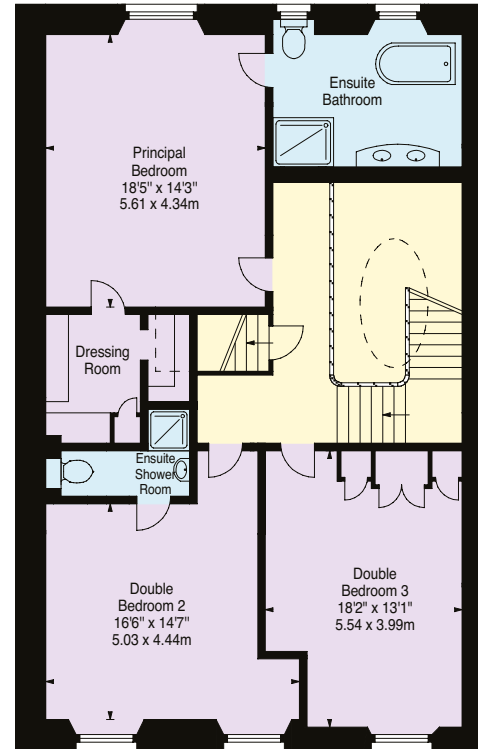 Ensuite
Bathroom
Principal
Bedroom
18'5" x 14'3"
5.61 x 4.34m
Dressing
Room
Ensuite
Shower
Room
Double
Bedroom 2
16'6" x 14'7"
5.03 x 4.44m
Double
Bedroom 3
18'2" x 13'1"
5.54 x 3.99m